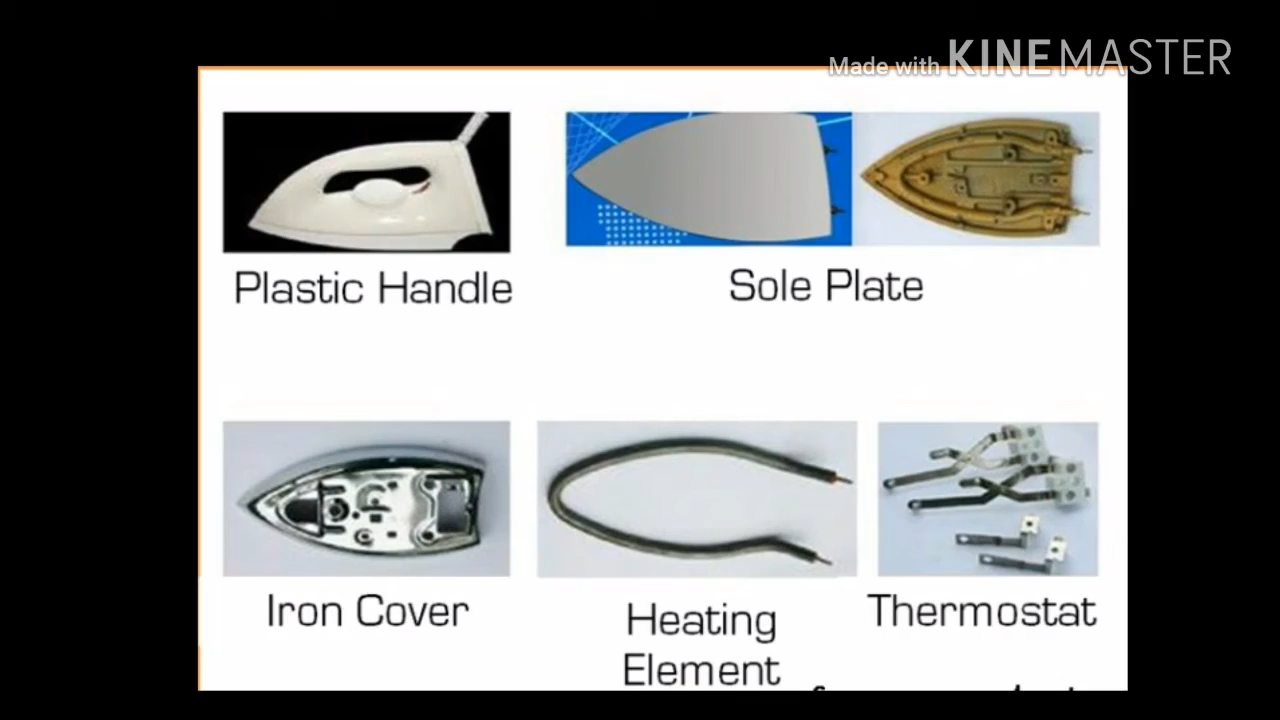 Made with KINEMASTER
Plastic Handle
Sole Plate
Iron Cover
Heating
Element
Thermostat